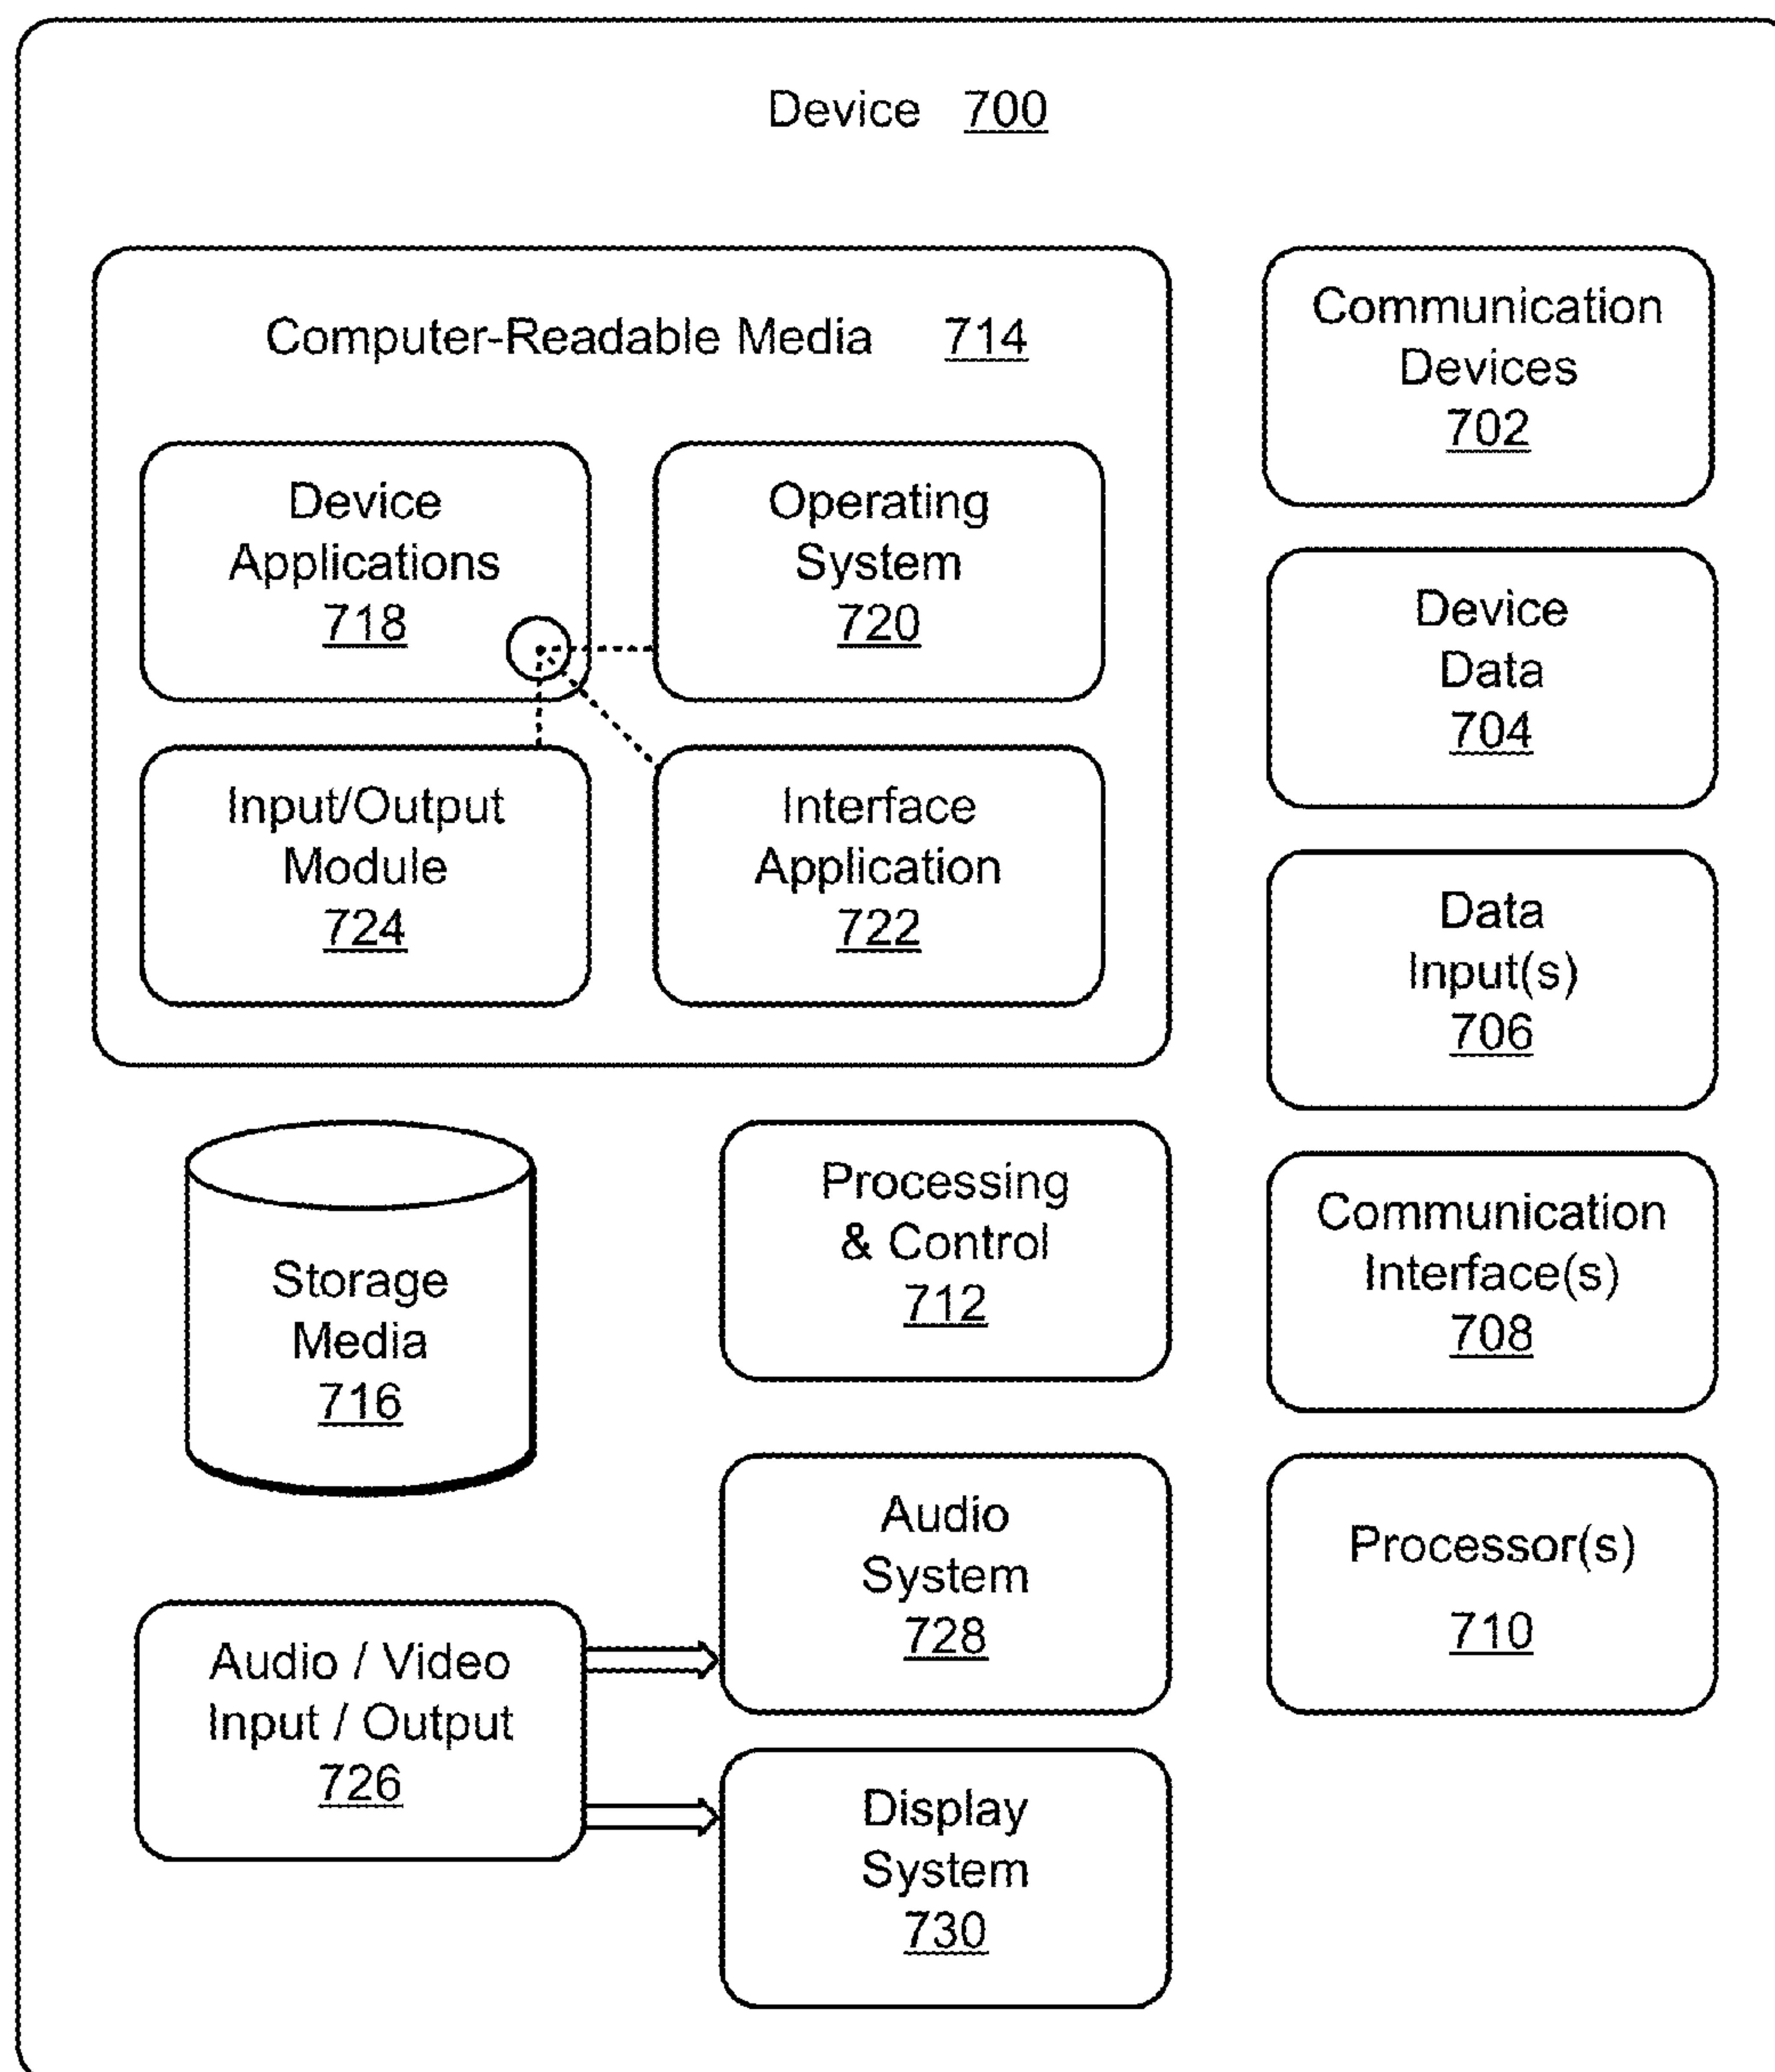 Device 700
Computer-Readable Media 714
Device
Applications
718
Operating
System
720
Input/Output
Module
724
Interface
Application
722
Storage
Media
716
Processing
& Control
712
Audio / Video
Input / Output
726
Audio
System
728
Display
System
730
Communication
Devices
702
Device
Data
704
Data
Input(s)
706
Communication
Interface(s)
708
Processor(s)
710